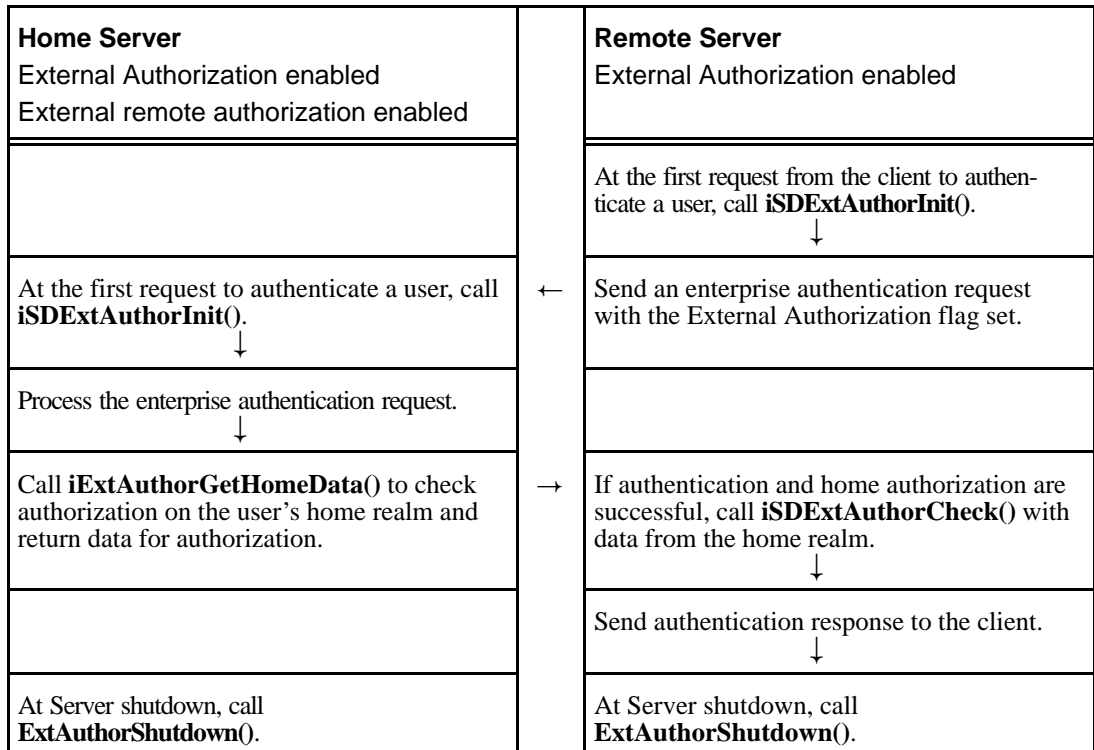 Home Server
External Authorization enabled
External remote authorization enabled
Remote Server
External Authorization enabled
At the first request from the client to authen-
ticate a user, call iSDExtAuthorInit().
↓
At the first request to authenticate a user, call
iSDExtAuthorInit().
↓
←
Send an enterprise authentication request
with the External Authorization flag set.
Process the enterprise authentication request.
↓
Call iExtAuthorGetHomeData() to check
authorization on the user’s home realm and
return data for authorization.
→
If authentication and home authorization are
successful, call iSDExtAuthorCheck() with
data from the home realm.
↓
Send authentication response to the client.
↓
At Server shutdown, call
ExtAuthorShutdown().
At Server shutdown, call
ExtAuthorShutdown().